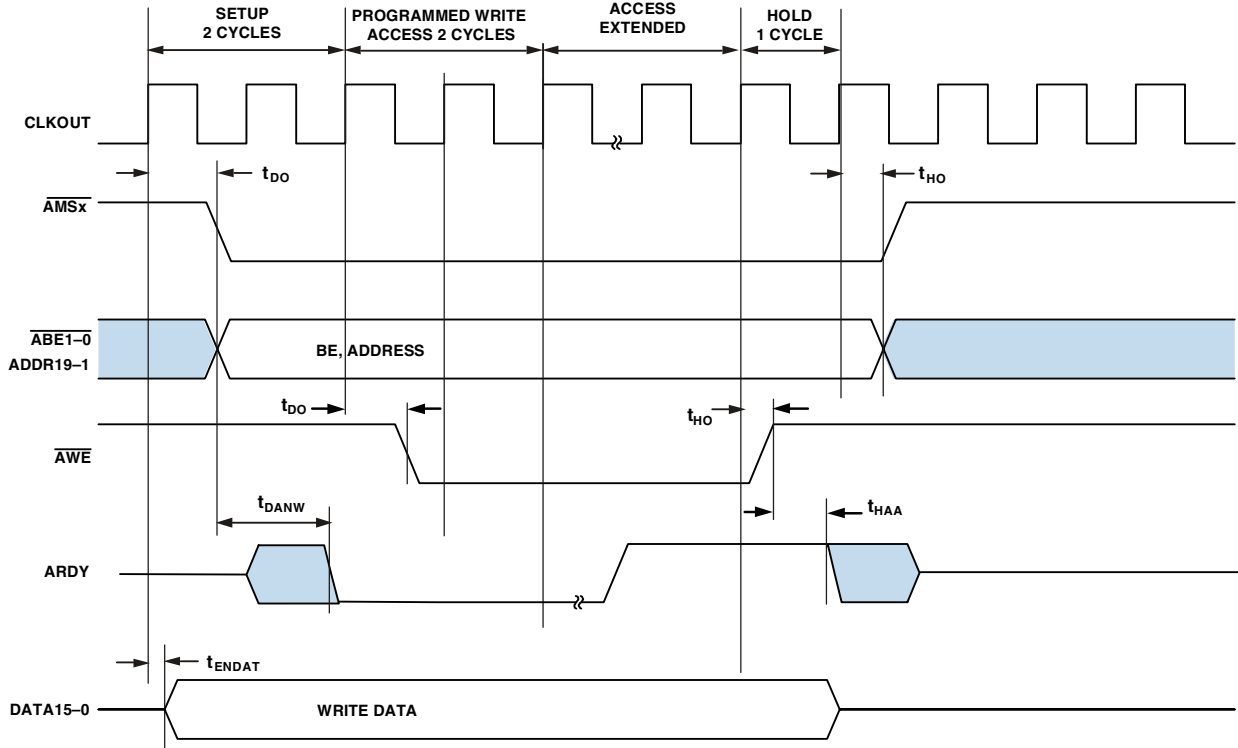 SETUP
2 CYCLES
PROGRAMMED WRITE
ACCESS 2 CYCLES
ACCESS
EXTENDED
HOLD
1 CYCLE
CLKOUT
tDO
tHO
AMSx
ABE1–0
ADDR19–1
BE, ADDRESS
tDO
tHO
AWE
tDANW
tHAA
ARDY
tENDAT
DATA15–0
WRITE DATA